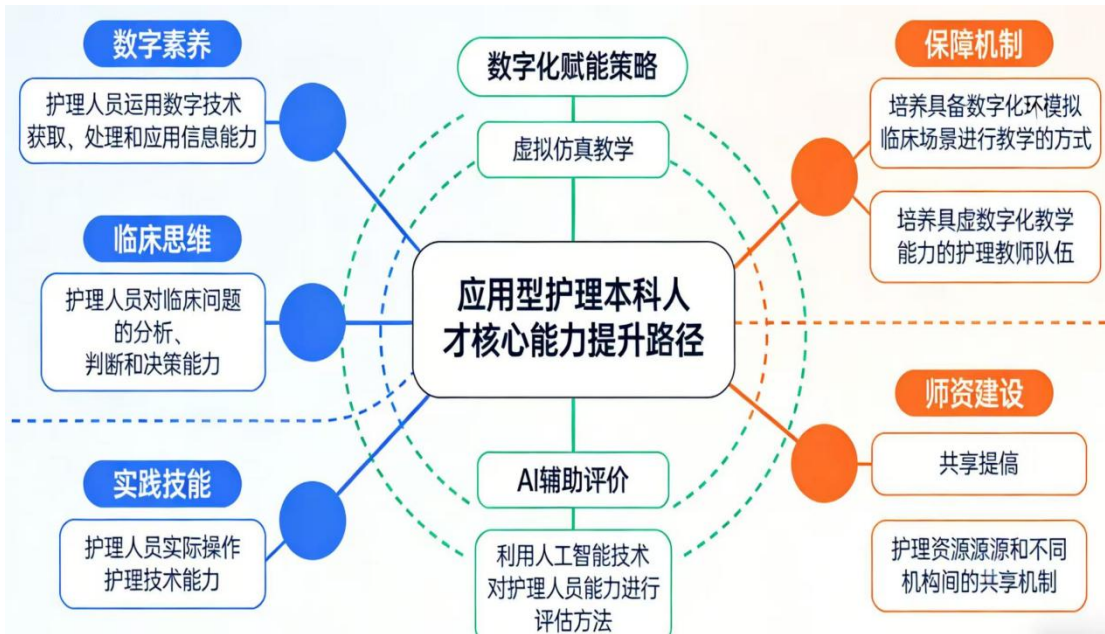 数字素养
护理人员运用数字技术
获取、处理和应用信息能力
临床思维
护理人员对临床问题
的分析、
判断和决策能力
实践技能
护理人员实际操作
护理技术能力
数字化赋能策略
虚拟仿真教学
应用型护理本科人
才核心能力提升路径
AI辅助评价
利用人工智能技术
对护理人员能力进行
评估方法
保障机制
培养具备数字化环模拟
临床场景进行教学的方式
培养具虚数字化教学
能力的护理教师队伍
师资建设
共享提㑏
护理资源源源和不同
机构间的共享机制